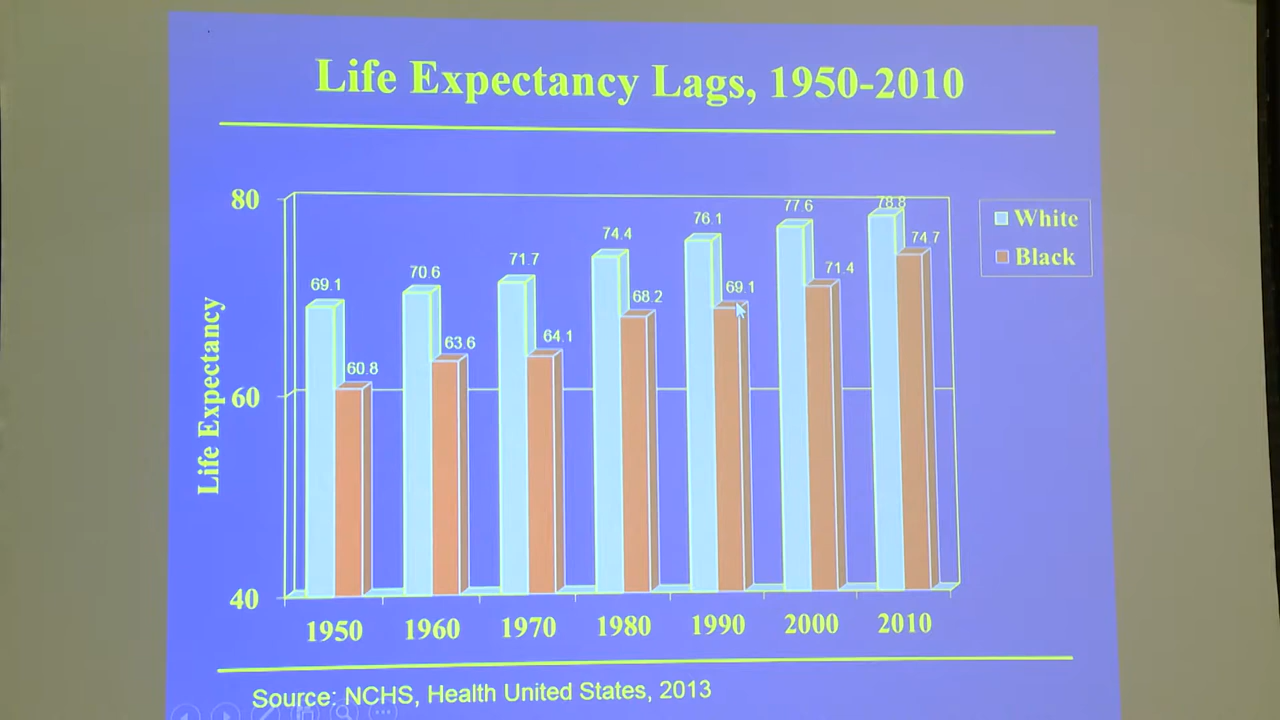 Life Expectancy Lags, 1950-2010
80
60
40
Life Expectancy
69.1
60.8
70.6
63.6
71.7
64.1
74.4
68.2
76.1
69.1
77.6
71.4
78.8
74.7
1950 1960 1970 1980 1990 2000 2010
White
Black
Source: NCHS, Health United States, 2013